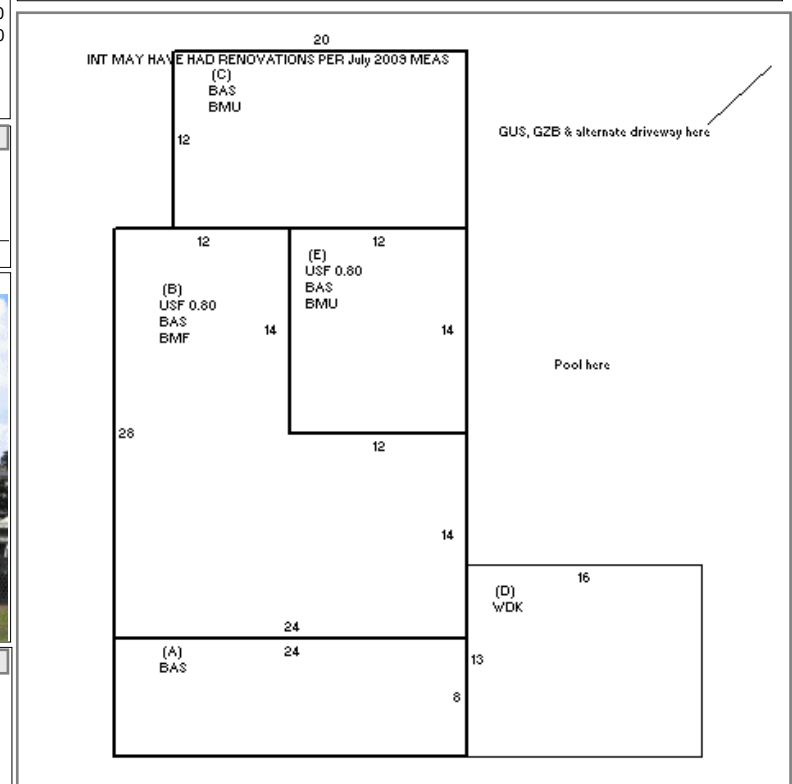 20
INT MAY HAVE HAD RENOVATIONS PER July 2009 MEAS
(C)
BAS
BMU
12
GUS, GZB & alternate driveway here
12
12
(B)
USF 0.80
BAS
BMF
14
(E)
USF 0.80
BAS
BMU
14
Pool here
28
12
14
24
(A)
BAS
24
8
16
(D)
WDK
13